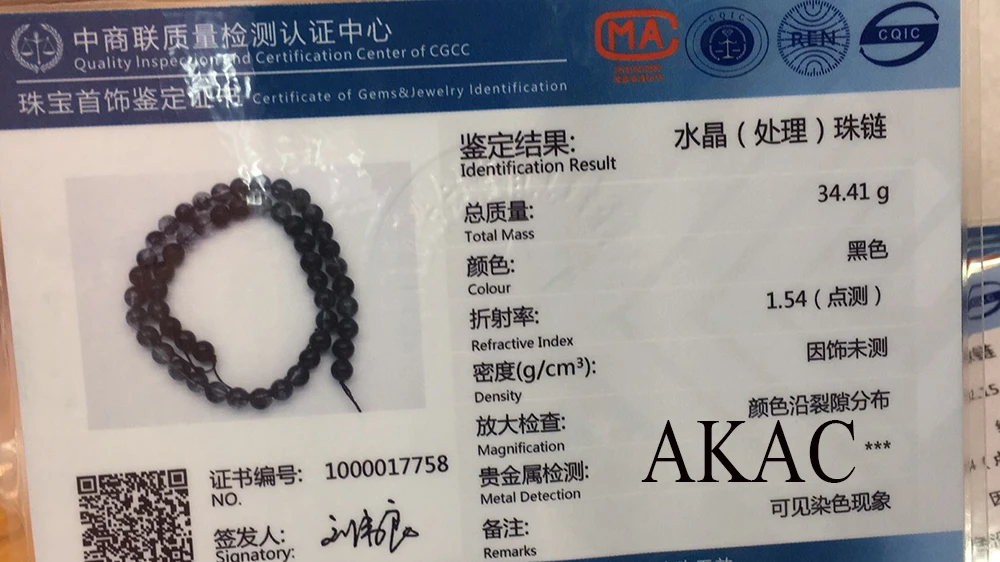 中商联质量检测认证中心
Quality Inspection and Certification Center of CGCC
珠宝首饰鉴定证书 Certificate of Gems&Jewelry Identification
MA
CQIC
CQIC
鉴定结果: 水晶（处理）珠链
Identification Result
总质量: 34.41 g
Total Mass
颜色: 黑色
Colour
折射率: 1.54（点测）
Refractive Index
密度(g/cm³): 因饰未测
Density
放大检查: 颜色沿裂隙分布
Magnification
贵金属检测: ***
Metal Detection
备注: 可见染色现象
Remarks
AKAC
证书编号: 1000017758
NO.
签发人:
Signatory: